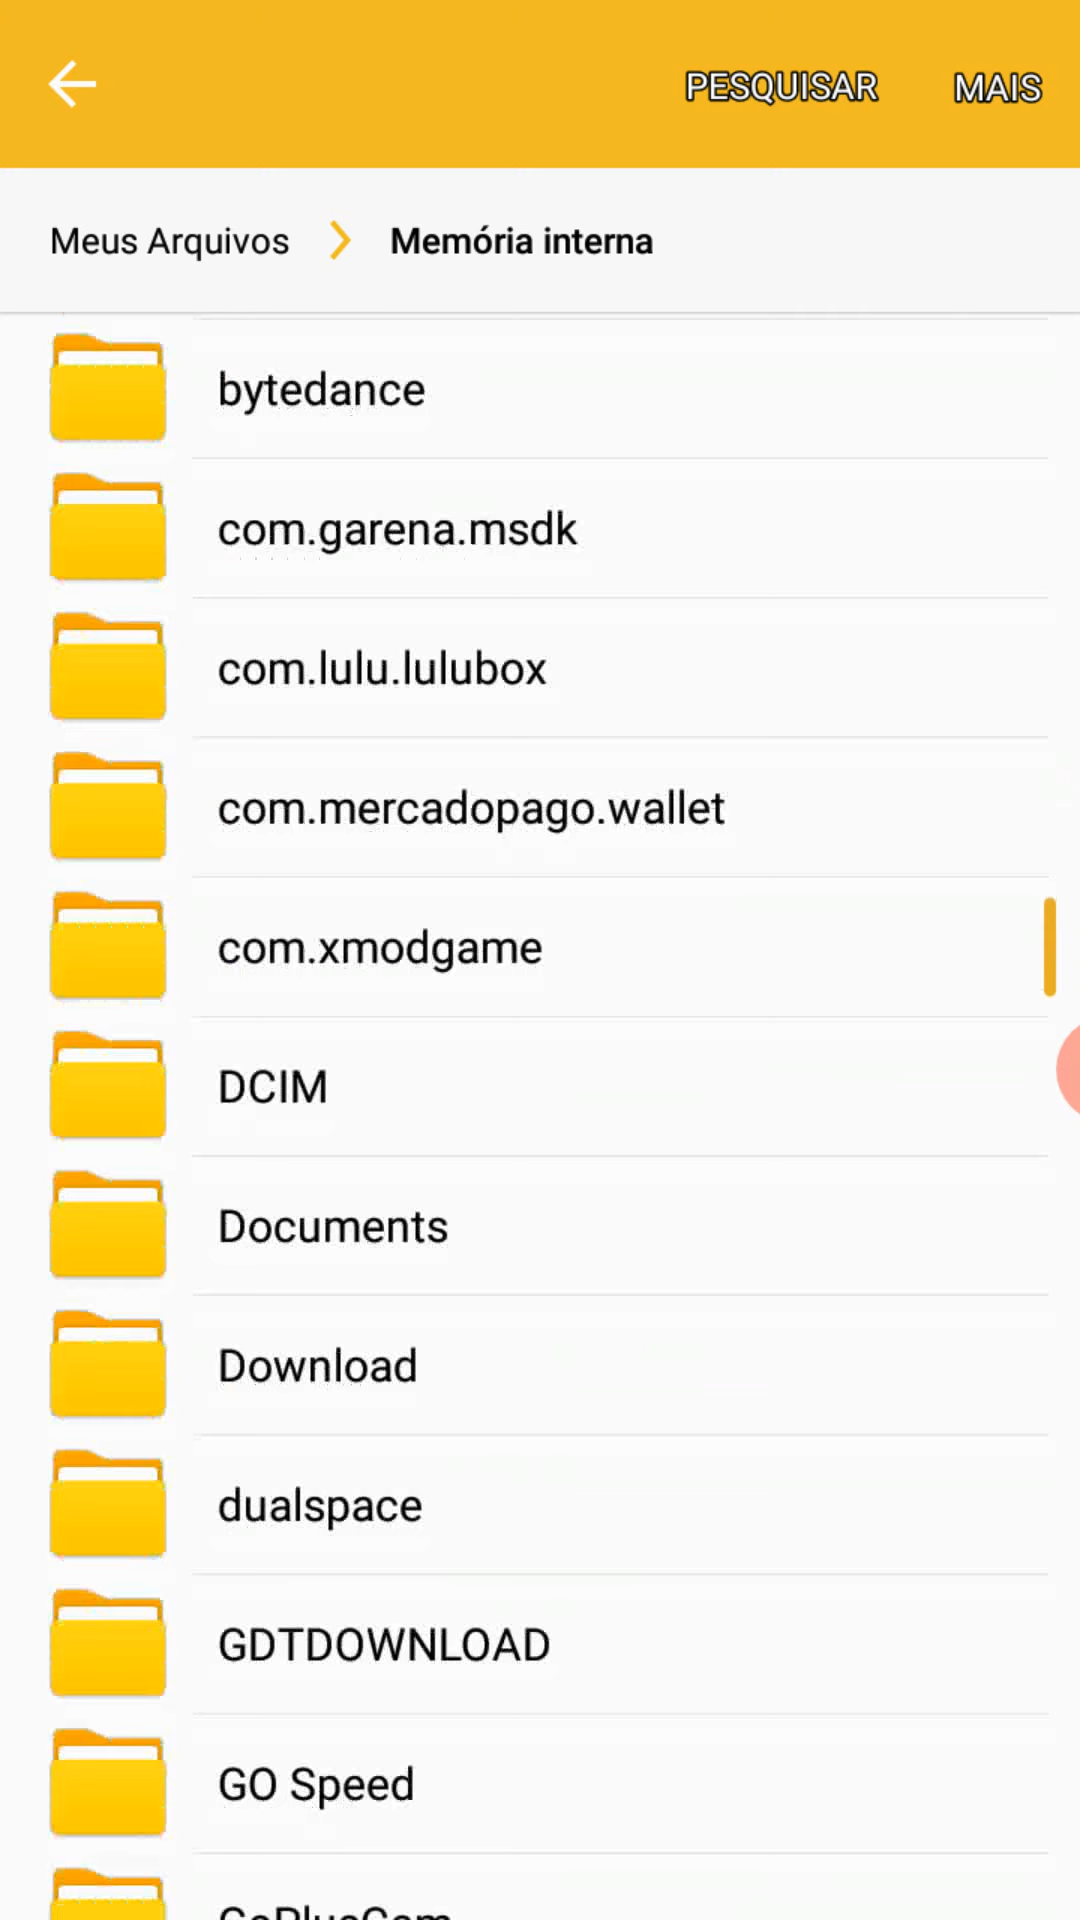 PESQUISAR MAIS
Meus Arquivos Memória interna
bytedance
com.garena.msdk
com.lulu.lulubox
com.mercadopago.wallet
com.xmodgame
DCIM
Documents
Download
dualspace
GDTDOWNLOAD
GO Speed